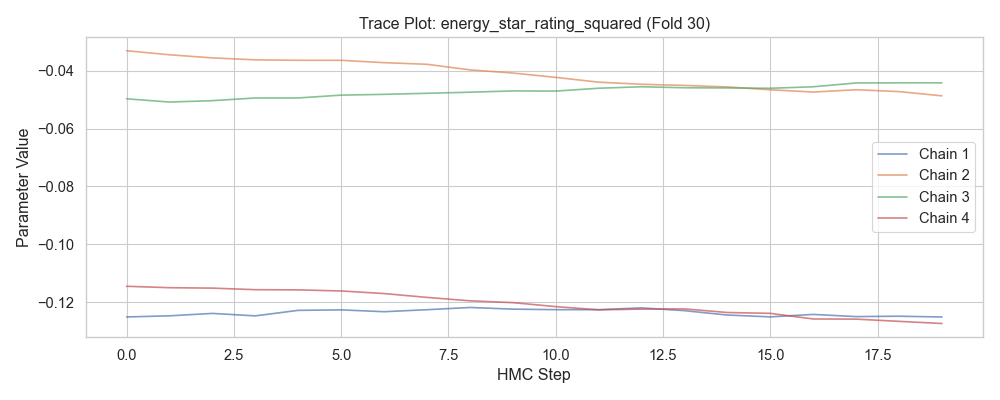 Trace Plot: energy_star_rating_squared (Fold 30)
Parameter Value
−0.04
−0.06
−0.08
−0.10
−0.12
Chain 1
Chain 2
Chain 3
Chain 4
0.0 2.5 5.0 7.5 10.0 12.5 15.0 17.5
HMC Step